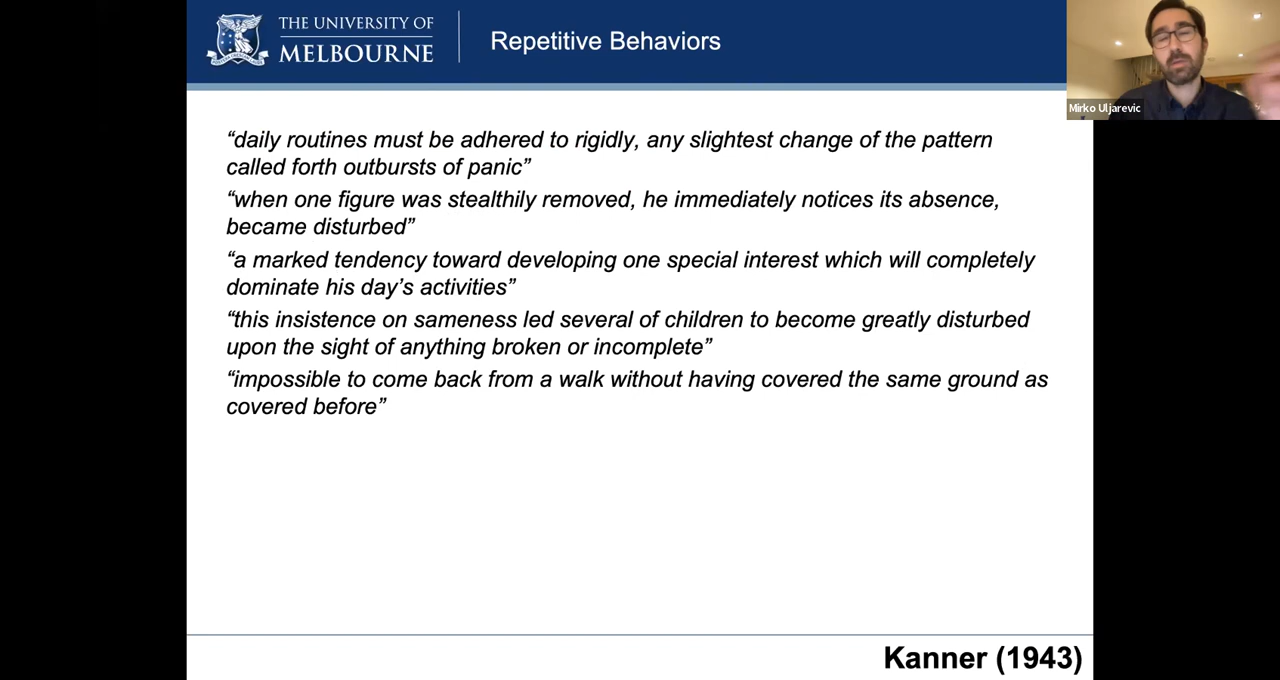 THE UNIVERSITY OF
MELBOURNE
Repetitive Behaviors
Mirko Uljarevic
“daily routines must be adhered to rigidly, any slightest change of the pattern
called forth outbursts of panic”
“when one figure was stealthily removed, he immediately notices its absence,
became disturbed”
“a marked tendency toward developing one special interest which will completely
dominate his day’s activities”
“this insistence on sameness led several of children to become greatly disturbed
upon the sight of anything broken or incomplete”
“impossible to come back from a walk without having covered the same ground as
covered before”
Kanner (1943)